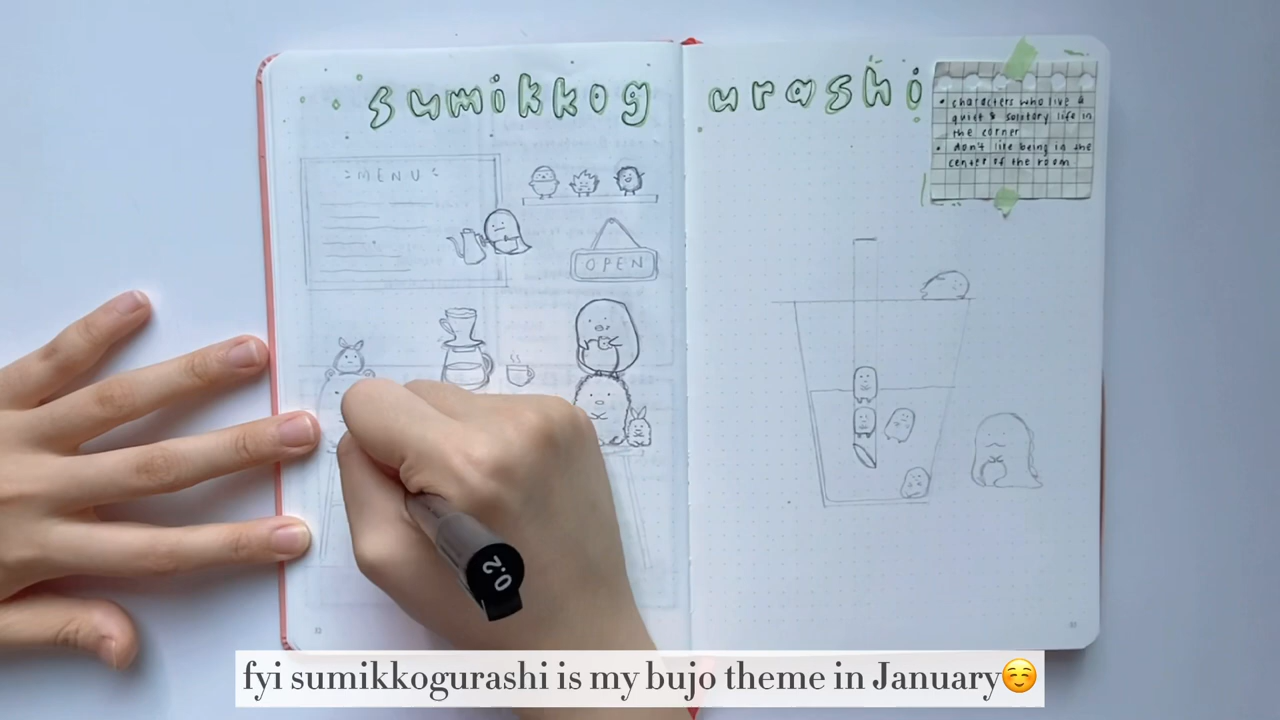 sumikkog urashi
• characters who live a
quiet & solitary life in
the corner
• don't like being in the
center of the room
MENU
OPEN
0.2
fyi sumikkogurashi is my bujo theme in January☺️